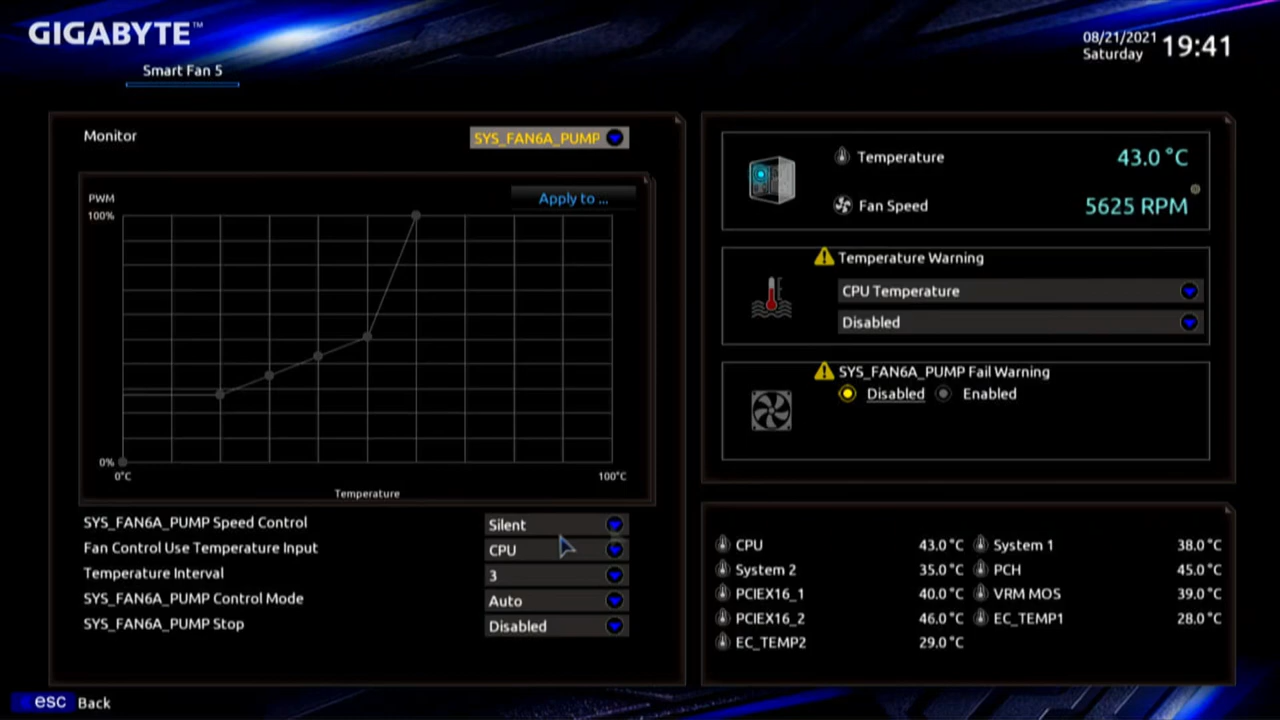 GIGABYTE™
08/21/2021
Saturday
19:41
Smart Fan 5
Monitor
SYS_FAN6A_PUMP
PWM
Apply to ...
100%
0%
0°C
100°C
Temperature
SYS_FAN6A_PUMP Speed Control
Silent
Fan Control Use Temperature Input
CPU
Temperature Interval
3
SYS_FAN6A_PUMP Control Mode
Auto
SYS_FAN6A_PUMP Stop
Disabled
Temperature
43.0 °C
Fan Speed
5625 RPM
Temperature Warning
CPU Temperature
Disabled
SYS_FAN6A_PUMP Fail Warning
Disabled Enabled
CPU 43.0 °C System 1 38.0 °C
System 2 35.0 °C PCH 45.0 °C
PCIEX16_1 40.0 °C VRM MOS 39.0 °C
PCIEX16_2 46.0 °C EC_TEMP1 28.0 °C
EC_TEMP2 29.0 °C
esc Back